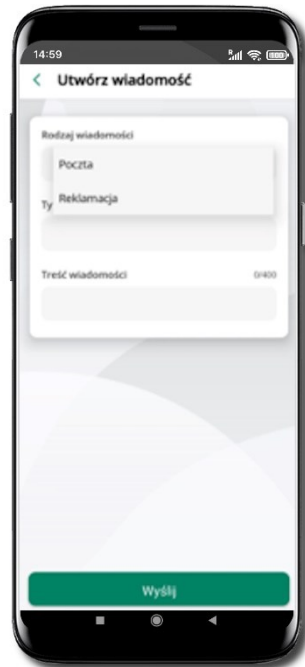 14:59
Utwórz wiadomość
Rodzaj wiadomości
Poczta
Reklamacja
Ty
Treść wiadomości 0/400
Wyślij